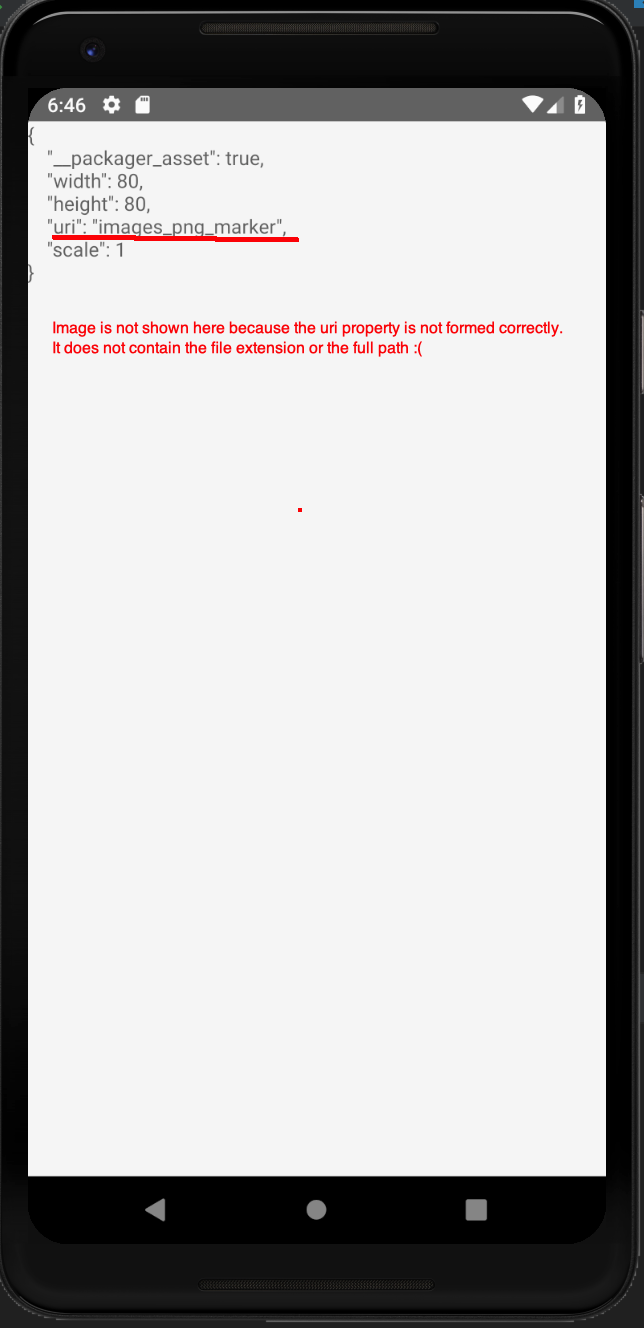 6:46
{
"__packager_asset": true,
"width": 80,
"height": 80,
"uri": "images_png_marker",
"scale": 1
}
Image is not shown here because the uri property is not formed correctly.
It does not contain the file extension or the full path :(